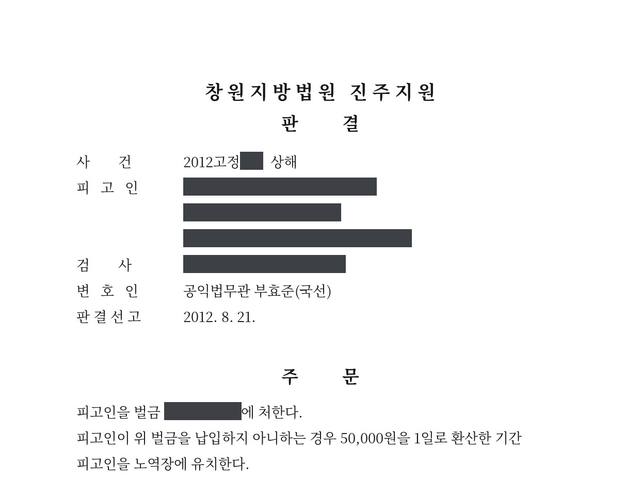 창원지방법원 진주지원
판 결
사 건 2012고정 상해
피 고 인
검 사
변 호 인 공익법무관 부효준(국선)
판결선고 2012. 8. 21.
주 문
피고인을 벌금 에 처한다.
피고인이 위 벌금을 납입하지 아니하는 경우 50,000원을 1일로 환산한 기간
피고인을 노역장에 유치한다.